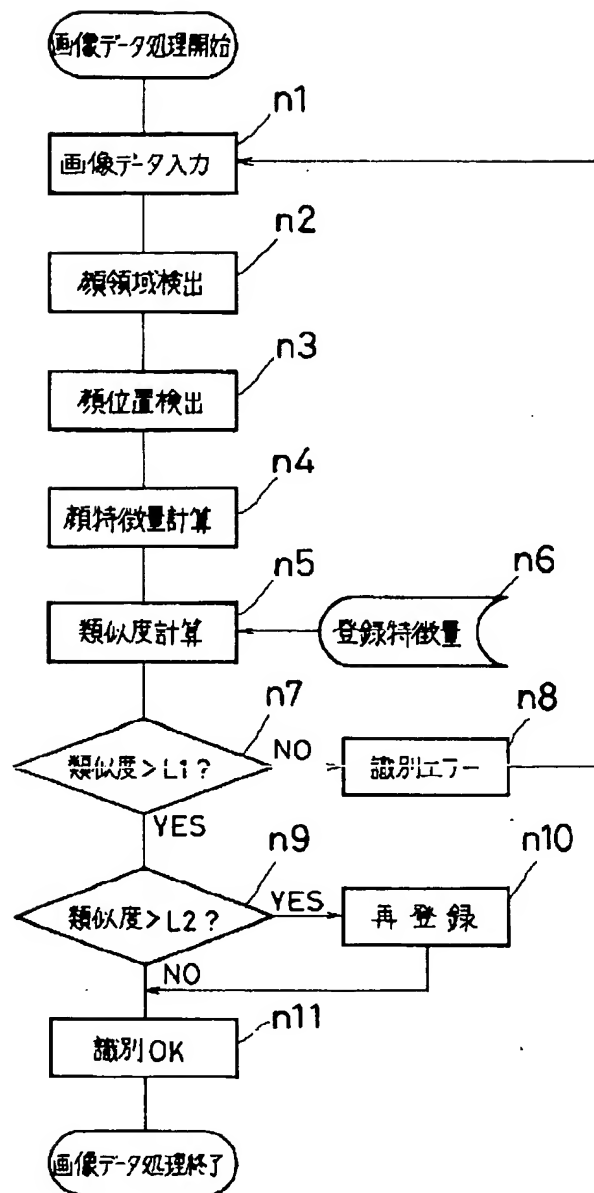 画像データ処理開始
n1
画像データ入力
n2
顔領域検出
n3
顔位置検出
n4
顔特徴量計算
n5
類似度計算
n6
登録特徴量
n7
類似度>L1?
NO
n8
識別エラー
YES
n9
類似度>L2?
YES
n10
再登録
NO
n11
識別OK
画像データ処理終了